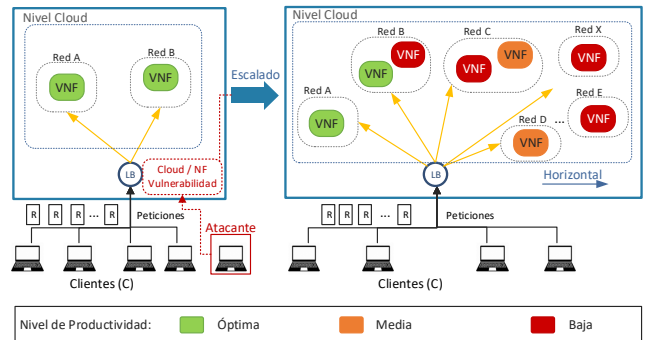 Nivel Cloud
Red A
VNF
Red B
VNF
LB
Cloud / NF
Vulnerabilidad
R R R ... R
Peticiones
Atacante
Clientes (C)
Escalado
Nivel Cloud
Red A
VNF
Red B
VNF
VNF
Red C
VNF
VNF
Red X
VNF
Red D
VNF
...
Red E
VNF
LB
Horizontal
R R R ... R
Peticiones
Clientes (C)
Nivel de Productividad: Óptima Media Baja